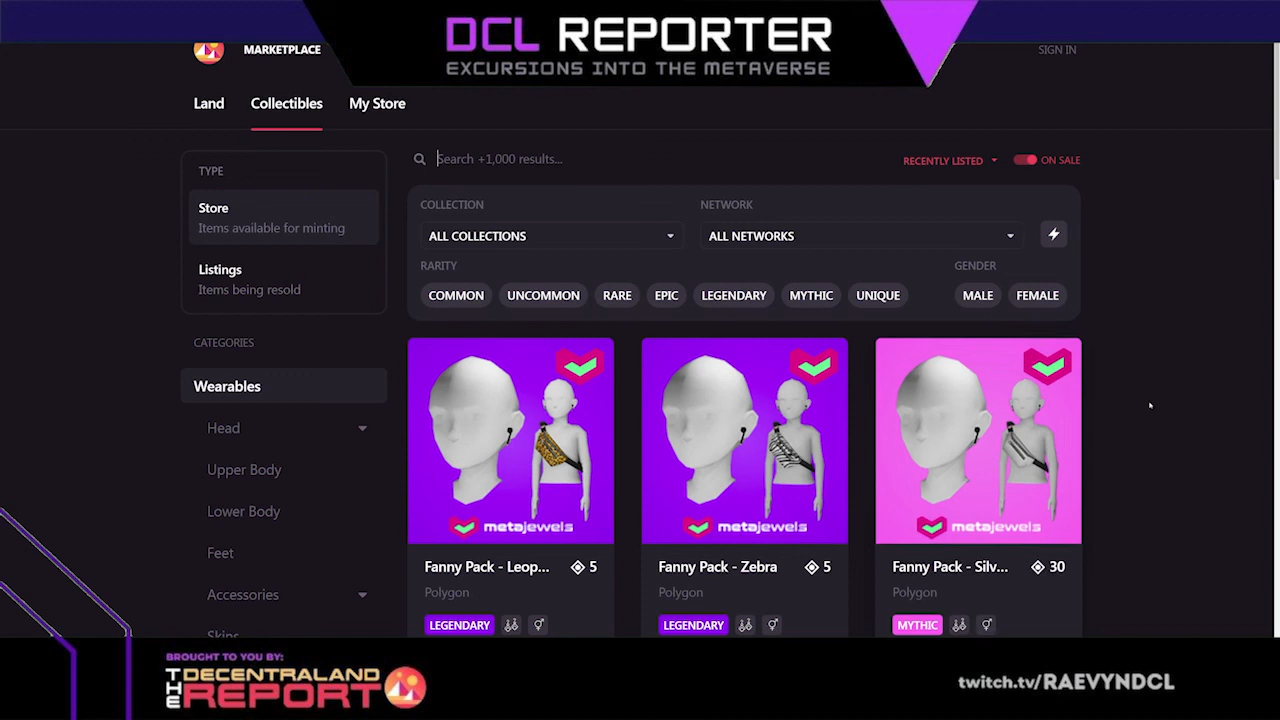 DCL REPORTER
EXCURSIONS INTO THE METAVERSE
MARKETPLACE
SIGN IN
Land
Collectibles
My Store
TYPE
Store
Items available for minting
Listings
Items being resold
CATEGORIES
Wearables
Head
Upper Body
Lower Body
Feet
Accessories
Skins
Search +1,000 results...
RECENTLY LISTED
ON SALE
COLLECTION
ALL COLLECTIONS
NETWORK
ALL NETWORKS
RARITY
COMMON
UNCOMMON
RARE
EPIC
LEGENDARY
MYTHIC
UNIQUE
GENDER
MALE
FEMALE
metajewels
Fanny Pack - Leop... 5
Polygon
LEGENDARY
metajewels
Fanny Pack - Zebra 5
Polygon
LEGENDARY
metajewels
Fanny Pack - Silv... 30
Polygon
MYTHIC
BROUGHT TO YOU BY:
THE DECENTRALAND
REPORT
twitch.tv/RAEVYNDCL